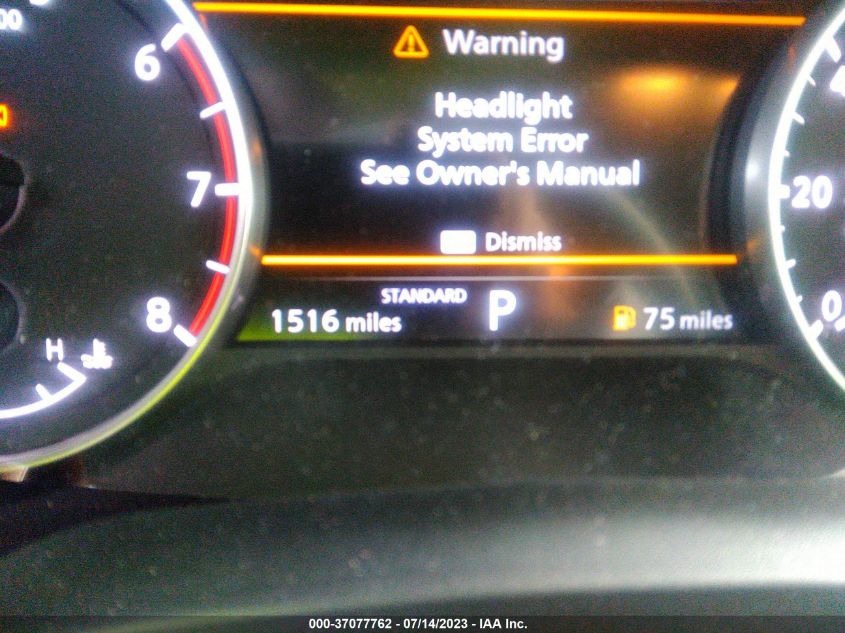 6
Warning
Headlight
System Error
See Owner's Manual
7
20
Dismiss
STANDARD
8
1516 miles
P
75 miles
0
H
000-37077762 - 07/14/2023 - IAA Inc.